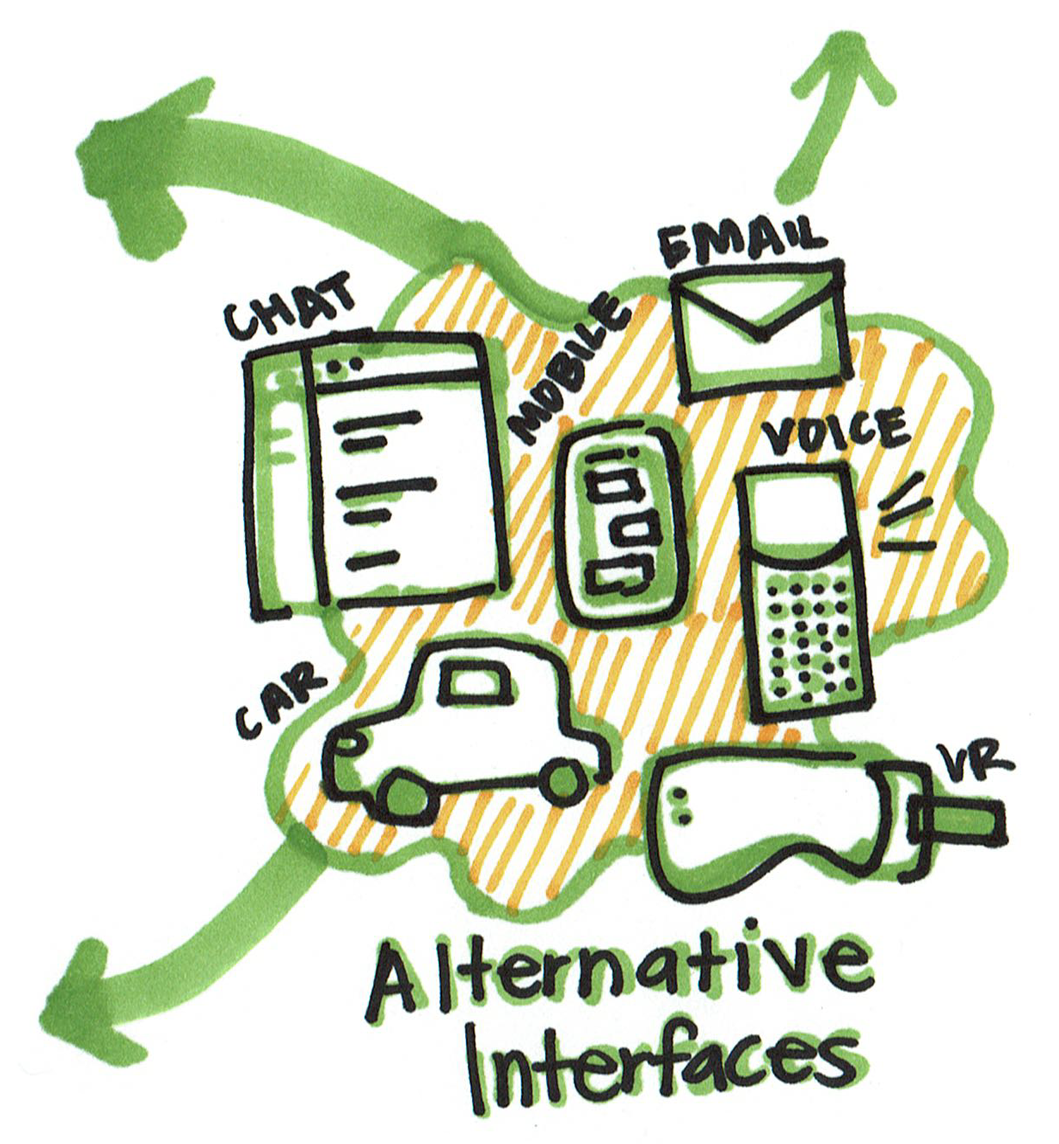 EMAIL
CHAT
MOBILE
VOICE
CAR
VR
Alternative
Interfaces